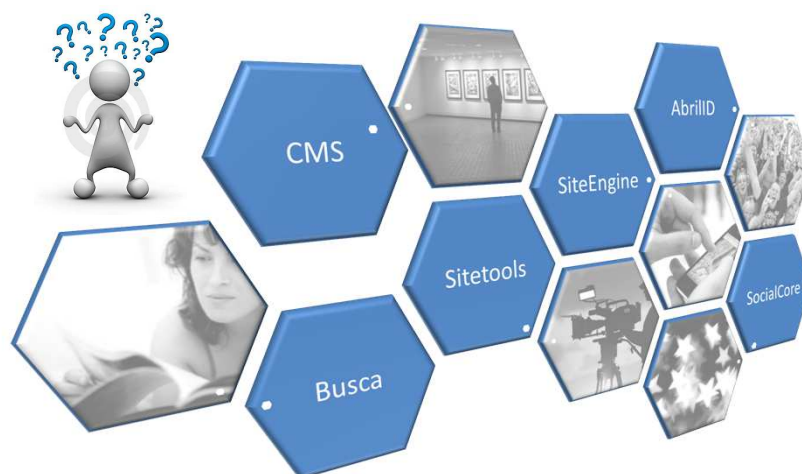 CMS
AbrilID
SiteEngine
Sitetools
SocialCore
Busca